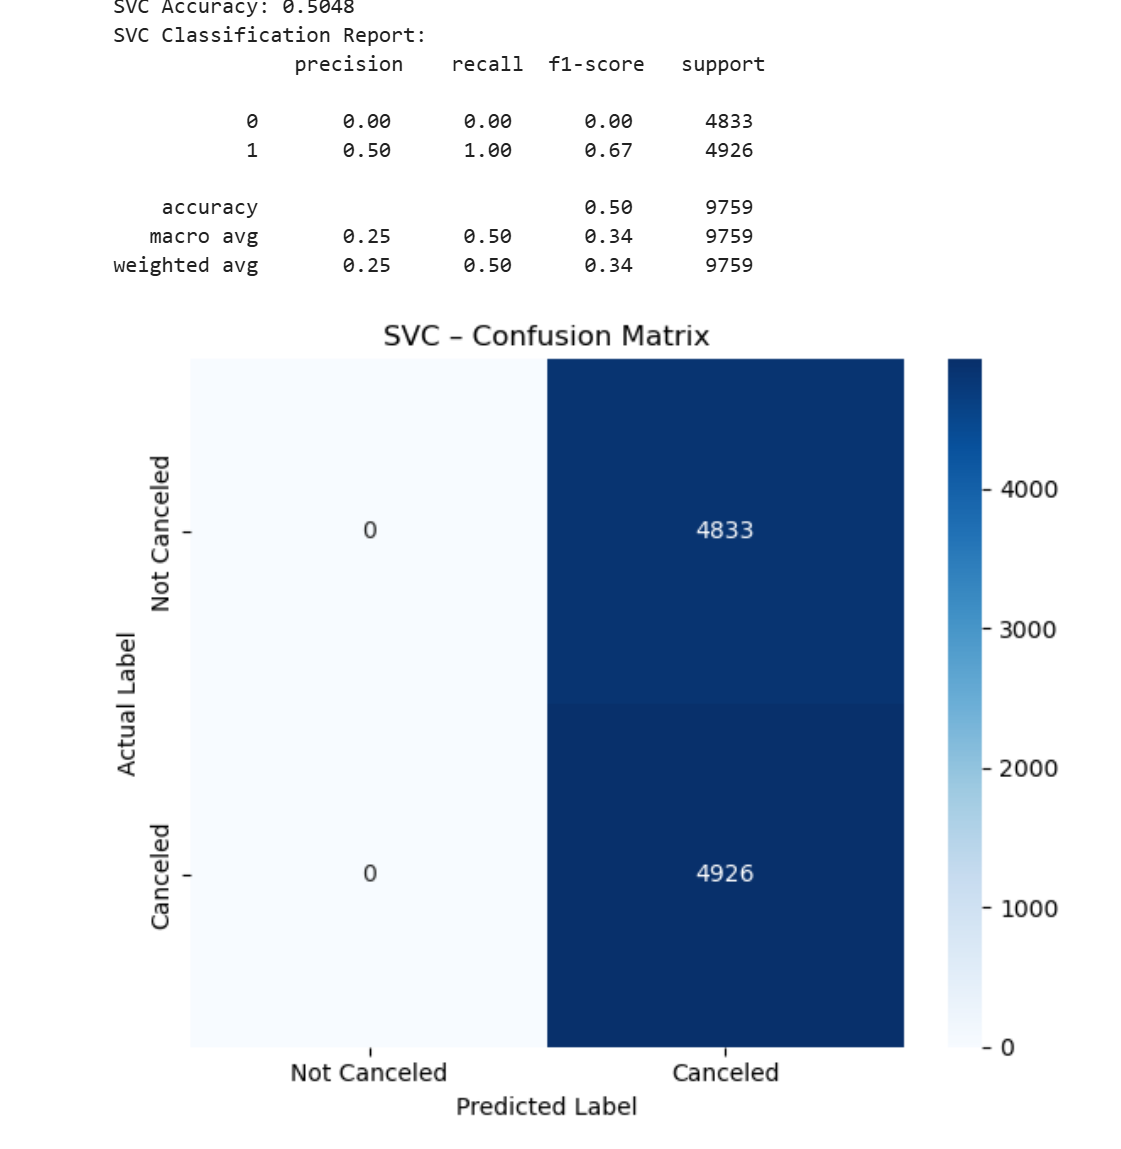 SVC Accuracy: 0.5048
SVC Classification Report:
precision recall f1-score support
0 0.00 0.00 0.00 4833
1 0.50 1.00 0.67 4926
accuracy 0.50 9759
macro avg 0.25 0.50 0.34 9759
weighted avg 0.25 0.50 0.34 9759
SVC – Confusion Matrix
Actual Label
Not Canceled
0
4833
Canceled
0
4926
Not Canceled
Canceled
Predicted Label
4000
3000
2000
1000
0